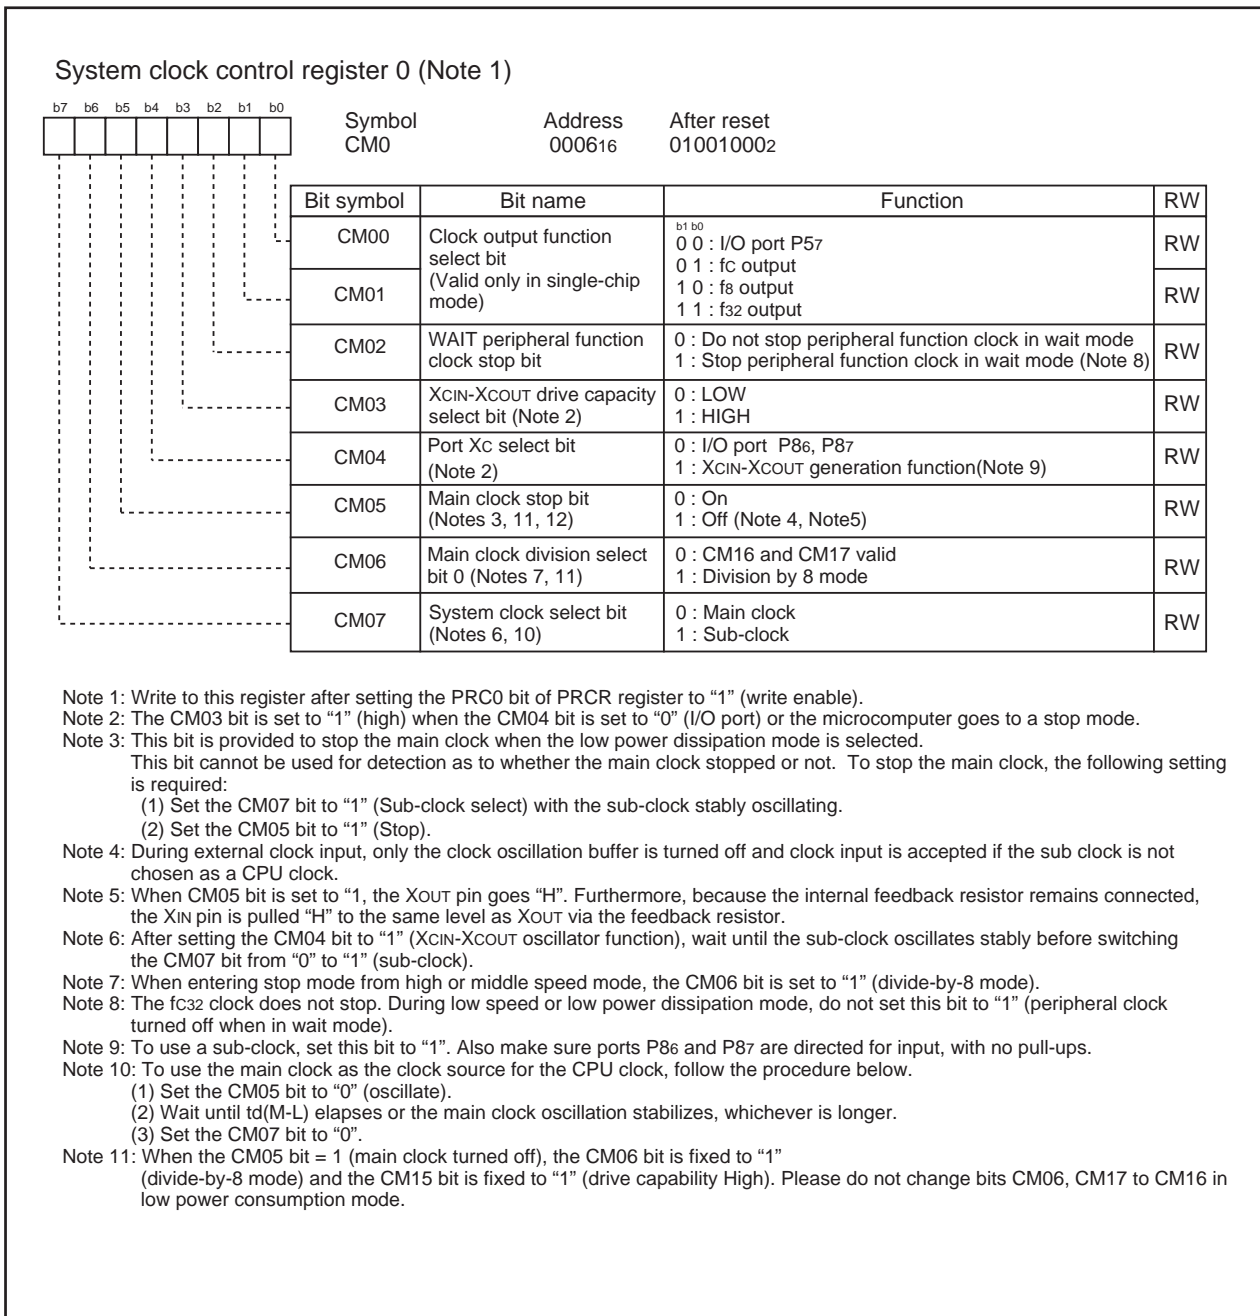 System clock control register 0 (Note 1)
b7 b6 b5 b4 b3 b2 b1 b0
Symbol Address After reset
CM0 000616 010010002
Bit symbol Bit name Function RW
CM00 Clock output function select bit (Valid only in single-chip mode) b1 b0 RW
0 0 : I/O port P57
0 1 : fC output
CM01 1 0 : f8 output RW
1 1 : f32 output
CM02 WAIT peripheral function 0 : Do not stop peripheral function clock in wait mode RW
clock stop bit 1 : Stop peripheral function clock in wait mode (Note 8)
CM03 XCIN-XCOUT drive capacity 0 : LOW RW
select bit (Note 2) 1 : HIGH
CM04 Port XC select bit 0 : I/O port P86, P87 RW
(Note 2) 1 : XCIN-XCOUT generation function(Note 9)
CM05 Main clock stop bit 0 : On RW
(Notes 3, 11, 12) 1 : Off (Note 4, Note5)
CM06 Main clock division select 0 : CM16 and CM17 valid RW
bit 0 (Notes 7, 11) 1 : Division by 8 mode
CM07 System clock select bit 0 : Main clock RW
(Notes 6, 10) 1 : Sub-clock
Note 1: Write to this register after setting the PRC0 bit of PRCR register to “1” (write enable).
Note 2: The CM03 bit is set to “1” (high) when the CM04 bit is set to “0” (I/O port) or the microcomputer goes to a stop mode.
Note 3: This bit is provided to stop the main clock when the low power dissipation mode is selected.
This bit cannot be used for detection as to whether the main clock stopped or not. To stop the main clock, the following setting
is required:
(1) Set the CM07 bit to “1” (Sub-clock select) with the sub-clock stably oscillating.
(2) Set the CM05 bit to “1” (Stop).
Note 4: During external clock input, only the clock oscillation buffer is turned off and clock input is accepted if the sub clock is not
chosen as a CPU clock.
Note 5: When CM05 bit is set to “1, the XOUT pin goes “H”. Furthermore, because the internal feedback resistor remains connected,
the XIN pin is pulled “H” to the same level as XOUT via the feedback resistor.
Note 6: After setting the CM04 bit to “1” (XCIN-XCOUT oscillator function), wait until the sub-clock oscillates stably before switching
the CM07 bit from “0” to “1” (sub-clock).
Note 7: When entering stop mode from high or middle speed mode, the CM06 bit is set to “1” (divide-by-8 mode).
Note 8: The fC32 clock does not stop. During low speed or low power dissipation mode, do not set this bit to “1” (peripheral clock
turned off when in wait mode).
Note 9: To use a sub-clock, set this bit to “1”. Also make sure ports P86 and P87 are directed for input, with no pull-ups.
Note 10: To use the main clock as the clock source for the CPU clock, follow the procedure below.
(1) Set the CM05 bit to “0” (oscillate).
(2) Wait until td(M-L) elapses or the main clock oscillation stabilizes, whichever is longer.
(3) Set the CM07 bit to “0”.
Note 11: When the CM05 bit = 1 (main clock turned off), the CM06 bit is fixed to “1”
(divide-by-8 mode) and the CM15 bit is fixed to “1” (drive capability High). Please do not change bits CM06, CM17 to CM16 in
low power consumption mode.